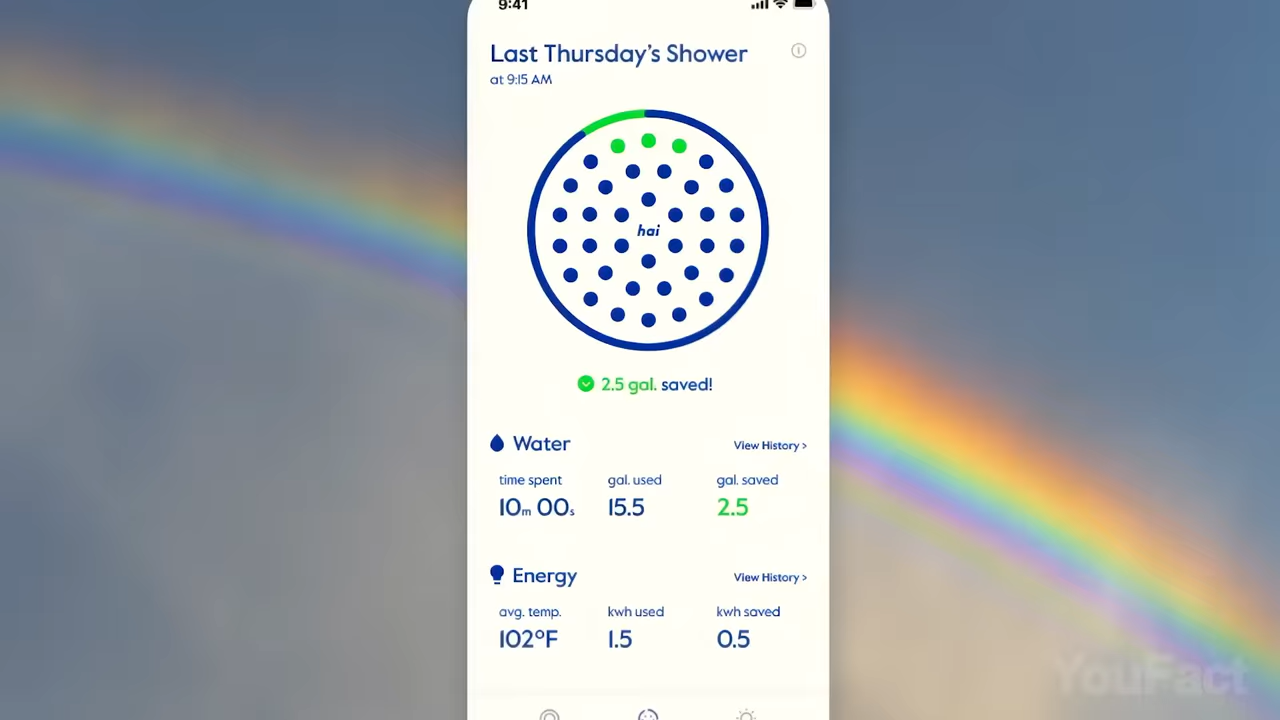 9:41
Last Thursday's Shower
at 9:15 AM
hai
2.5 gal. saved!
Water
View History >
time spent
gal. used
gal. saved
10m 00s
15.5
2.5
Energy
View History >
avg. temp.
kwh used
kwh saved
102°F
1.5
0.5
YouFact